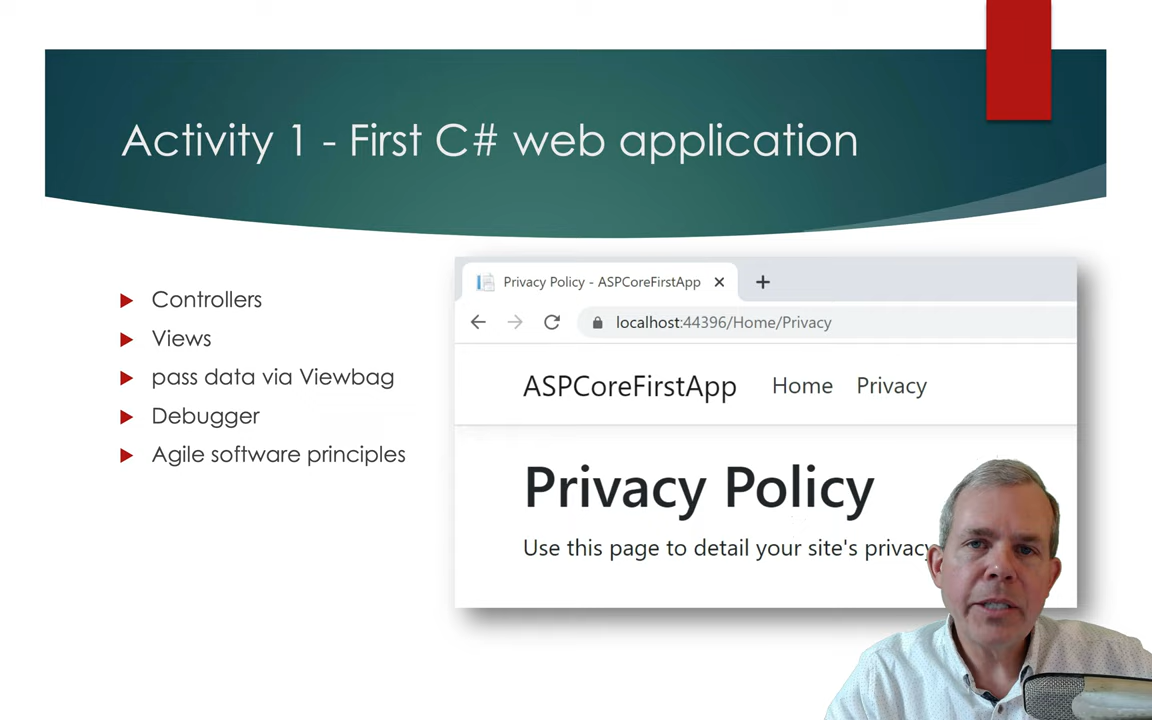 Activity 1 - First C# web application
Controllers
Views
pass data via Viewbag
Debugger
Agile software principles
Privacy Policy - ASPCoreFirstApp
localhost:44396/Home/Privacy
ASPCoreFirstApp Home Privacy
Privacy Policy
Use this page to detail your site's privacy